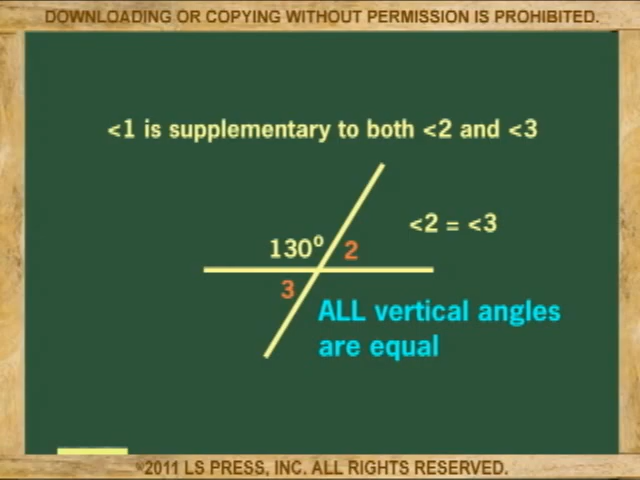 DOWNLOADING OR COPYING WITHOUT PERMISSION IS PROHIBITED.
<1 is supplementary to both <2 and <3
<2 = <3
130º 2
3
ALL vertical angles
are equal
©2011 LS PRESS, INC. ALL RIGHTS RESERVED.